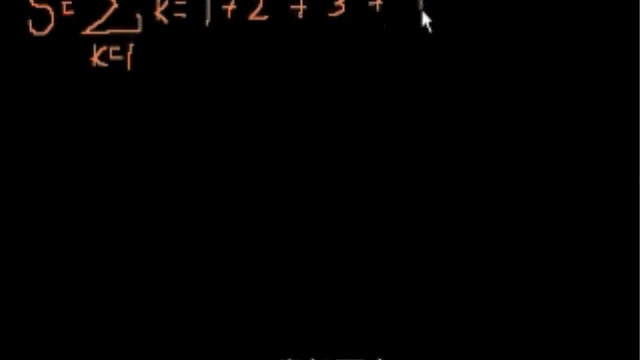 S = ∑ k = 1 + 2 + 3 +
k=1